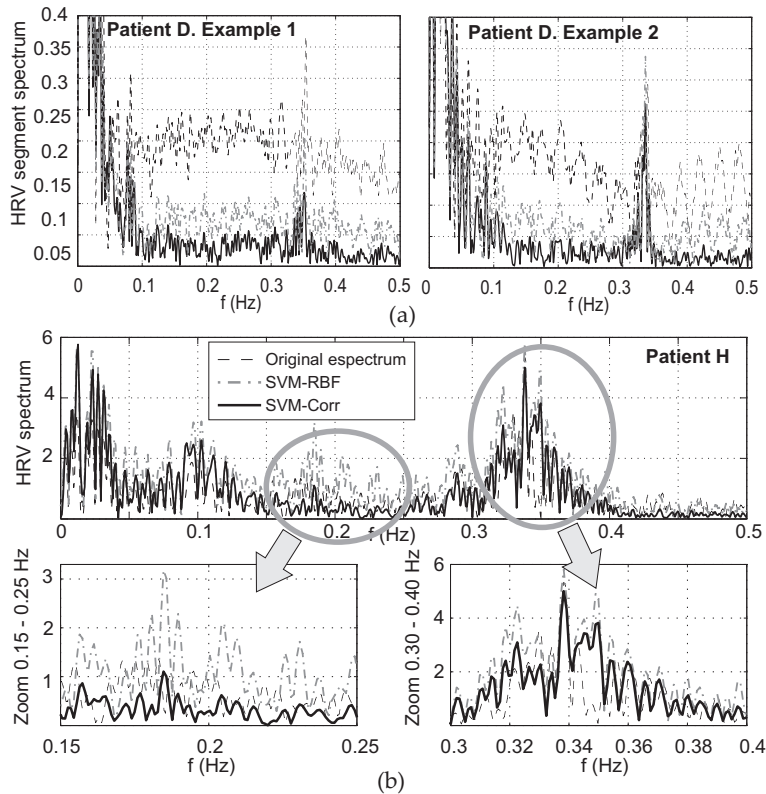 Patient D. Example 1
Patient D. Example 2
HRV segment spectrum
0.4
0.35
0.3
0.25
0.2
0.15
0.1
0.05
0 0.1 0.2 0.3 0.4 0.5
f (Hz)
0 0.1 0.2 0.3 0.4 0.5
f (Hz)
(a)
HRV spectrum
6
4
2
Original espectrum
SVM-RBF
SVM-Corr
Patient H
0 0.1 0.2 0.3 0.4 0.5
f (Hz)
Zoom 0.15 - 0.25 Hz
3
2
1
0.15 0.2 0.25
f (Hz)
Zoom 0.30 - 0.40 Hz
6
4
2
0.3 0.32 0.34 0.36 0.38 0.4
f (Hz)
(b)